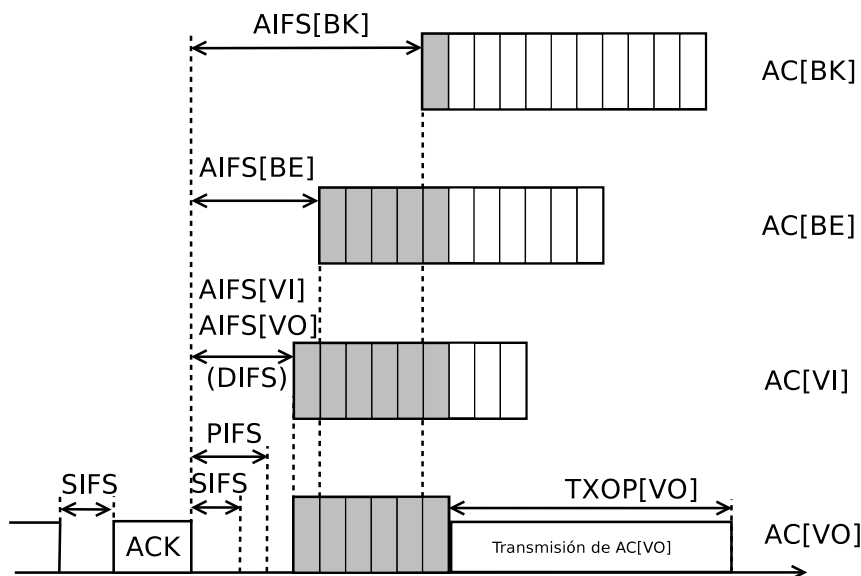 AIFS[BK]
AC[BK]
AIFS[BE]
AC[BE]
AIFS[VI]
AIFS[VO]
(DIFS)
AC[VI]
PIFS
SIFS
SIFS
TXOP[VO]
ACK
Transmisión de AC[VO]
AC[VO]